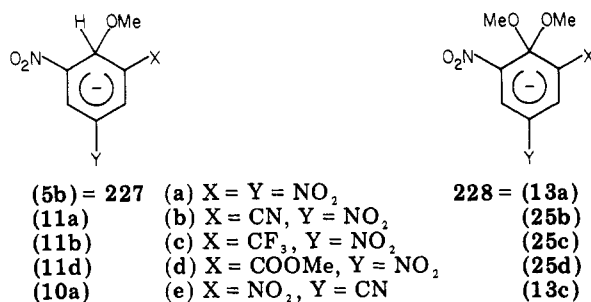 H OMe MeO OMe
O₂N X O₂N X
− −
Y Y
(5b) = 227 (a) X = Y = NO₂ 228 = (13a)
(11a) (b) X = CN, Y = NO₂ (25b)
(11b) (c) X = CF₃, Y = NO₂ (25c)
(11d) (d) X = COOMe, Y = NO₂ (25d)
(10a) (e) X = NO₂, Y = CN (13c)